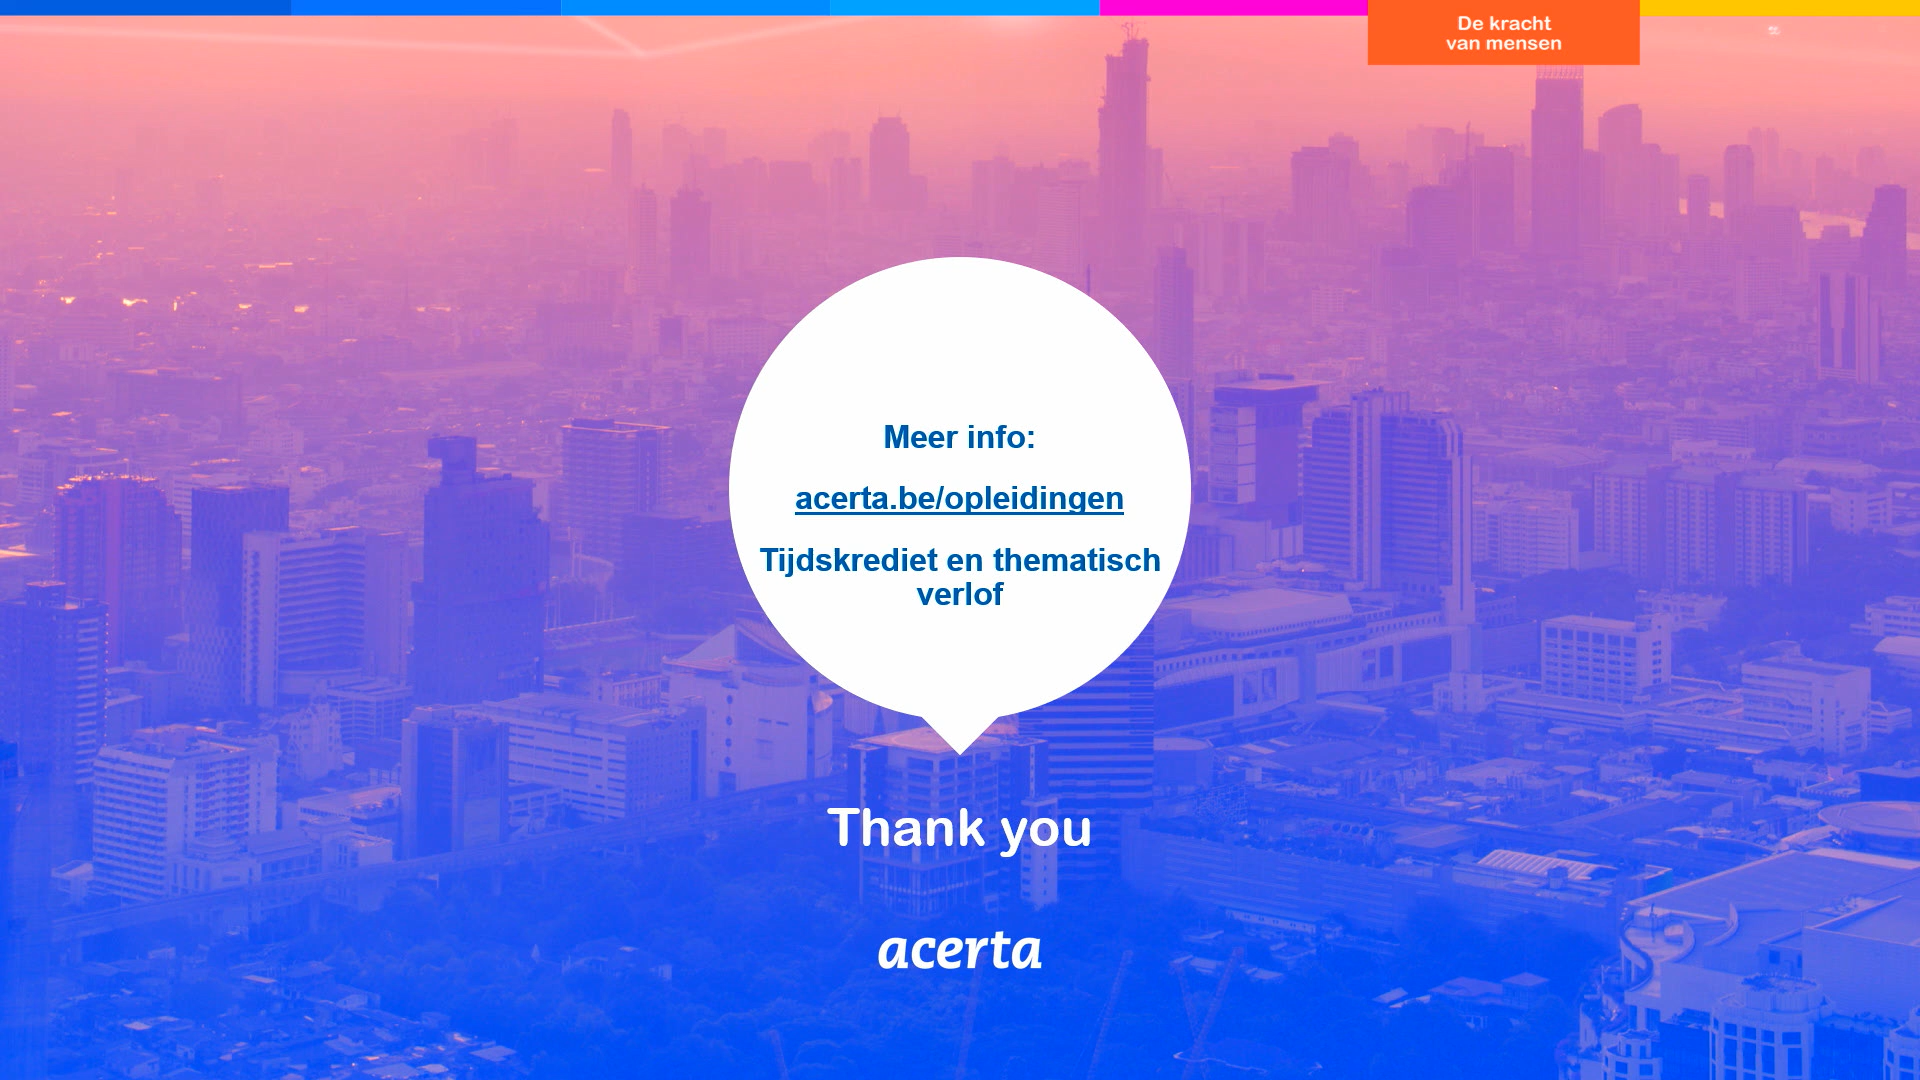 De kracht
van mensen
Meer info:
acerta.be/opleidingen
Tijdskrediet en thematisch
verlof
Thank you
acerta